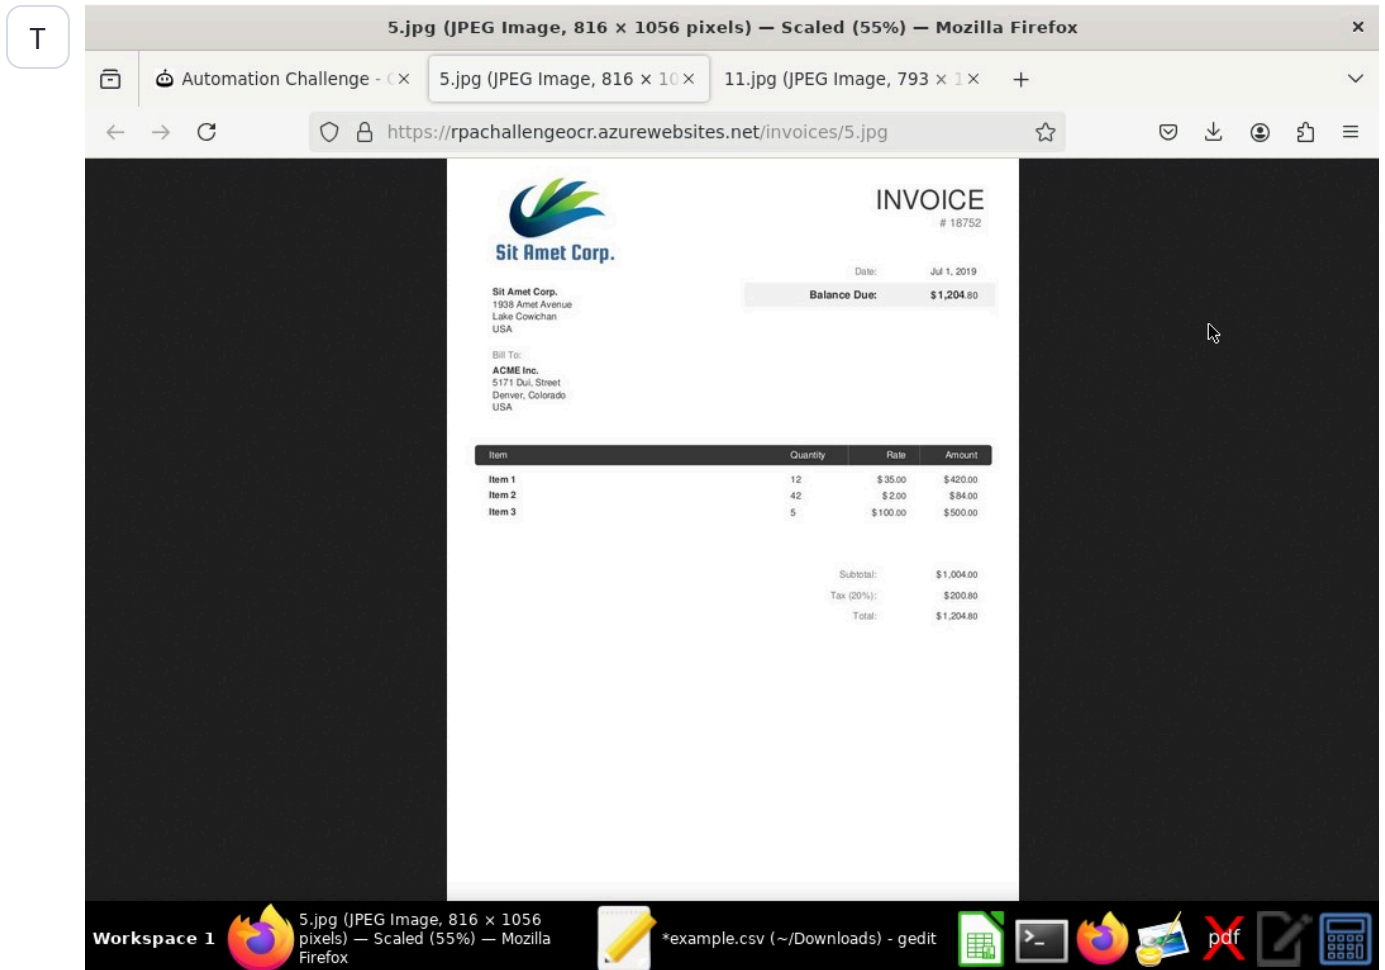 T
5.jpg (JPEG Image, 816 × 1056 pixels) — Scaled (55%) — Mozilla Firefox
Automation Challenge -
5.jpg (JPEG Image, 816 × 10
11.jpg (JPEG Image, 793 × 1
https://rpachallengeocr.azurewebsites.net/invoices/5.jpg
Sit Amet Corp.
INVOICE
# 18752
Date: Jul 1, 2019
Balance Due: $1,204.80
Sit Amet Corp.
1938 Amet Avenue
Lake Cowichan
USA
Bill To:
ACME Inc.
5171 Dui, Street
Denver, Colorado
USA
Item Quantity Rate Amount
Item 1 12 $35.00 $420.00
Item 2 42 $2.00 $84.00
Item 3 5 $100.00 $500.00
Subtotal: $1,004.00
Tax (20%): $200.80
Total: $1,204.80
Workspace 1
5.jpg (JPEG Image, 816 × 1056
pixels) — Scaled (55%) — Mozilla
Firefox
*example.csv (~/Downloads) - gedit
pdf